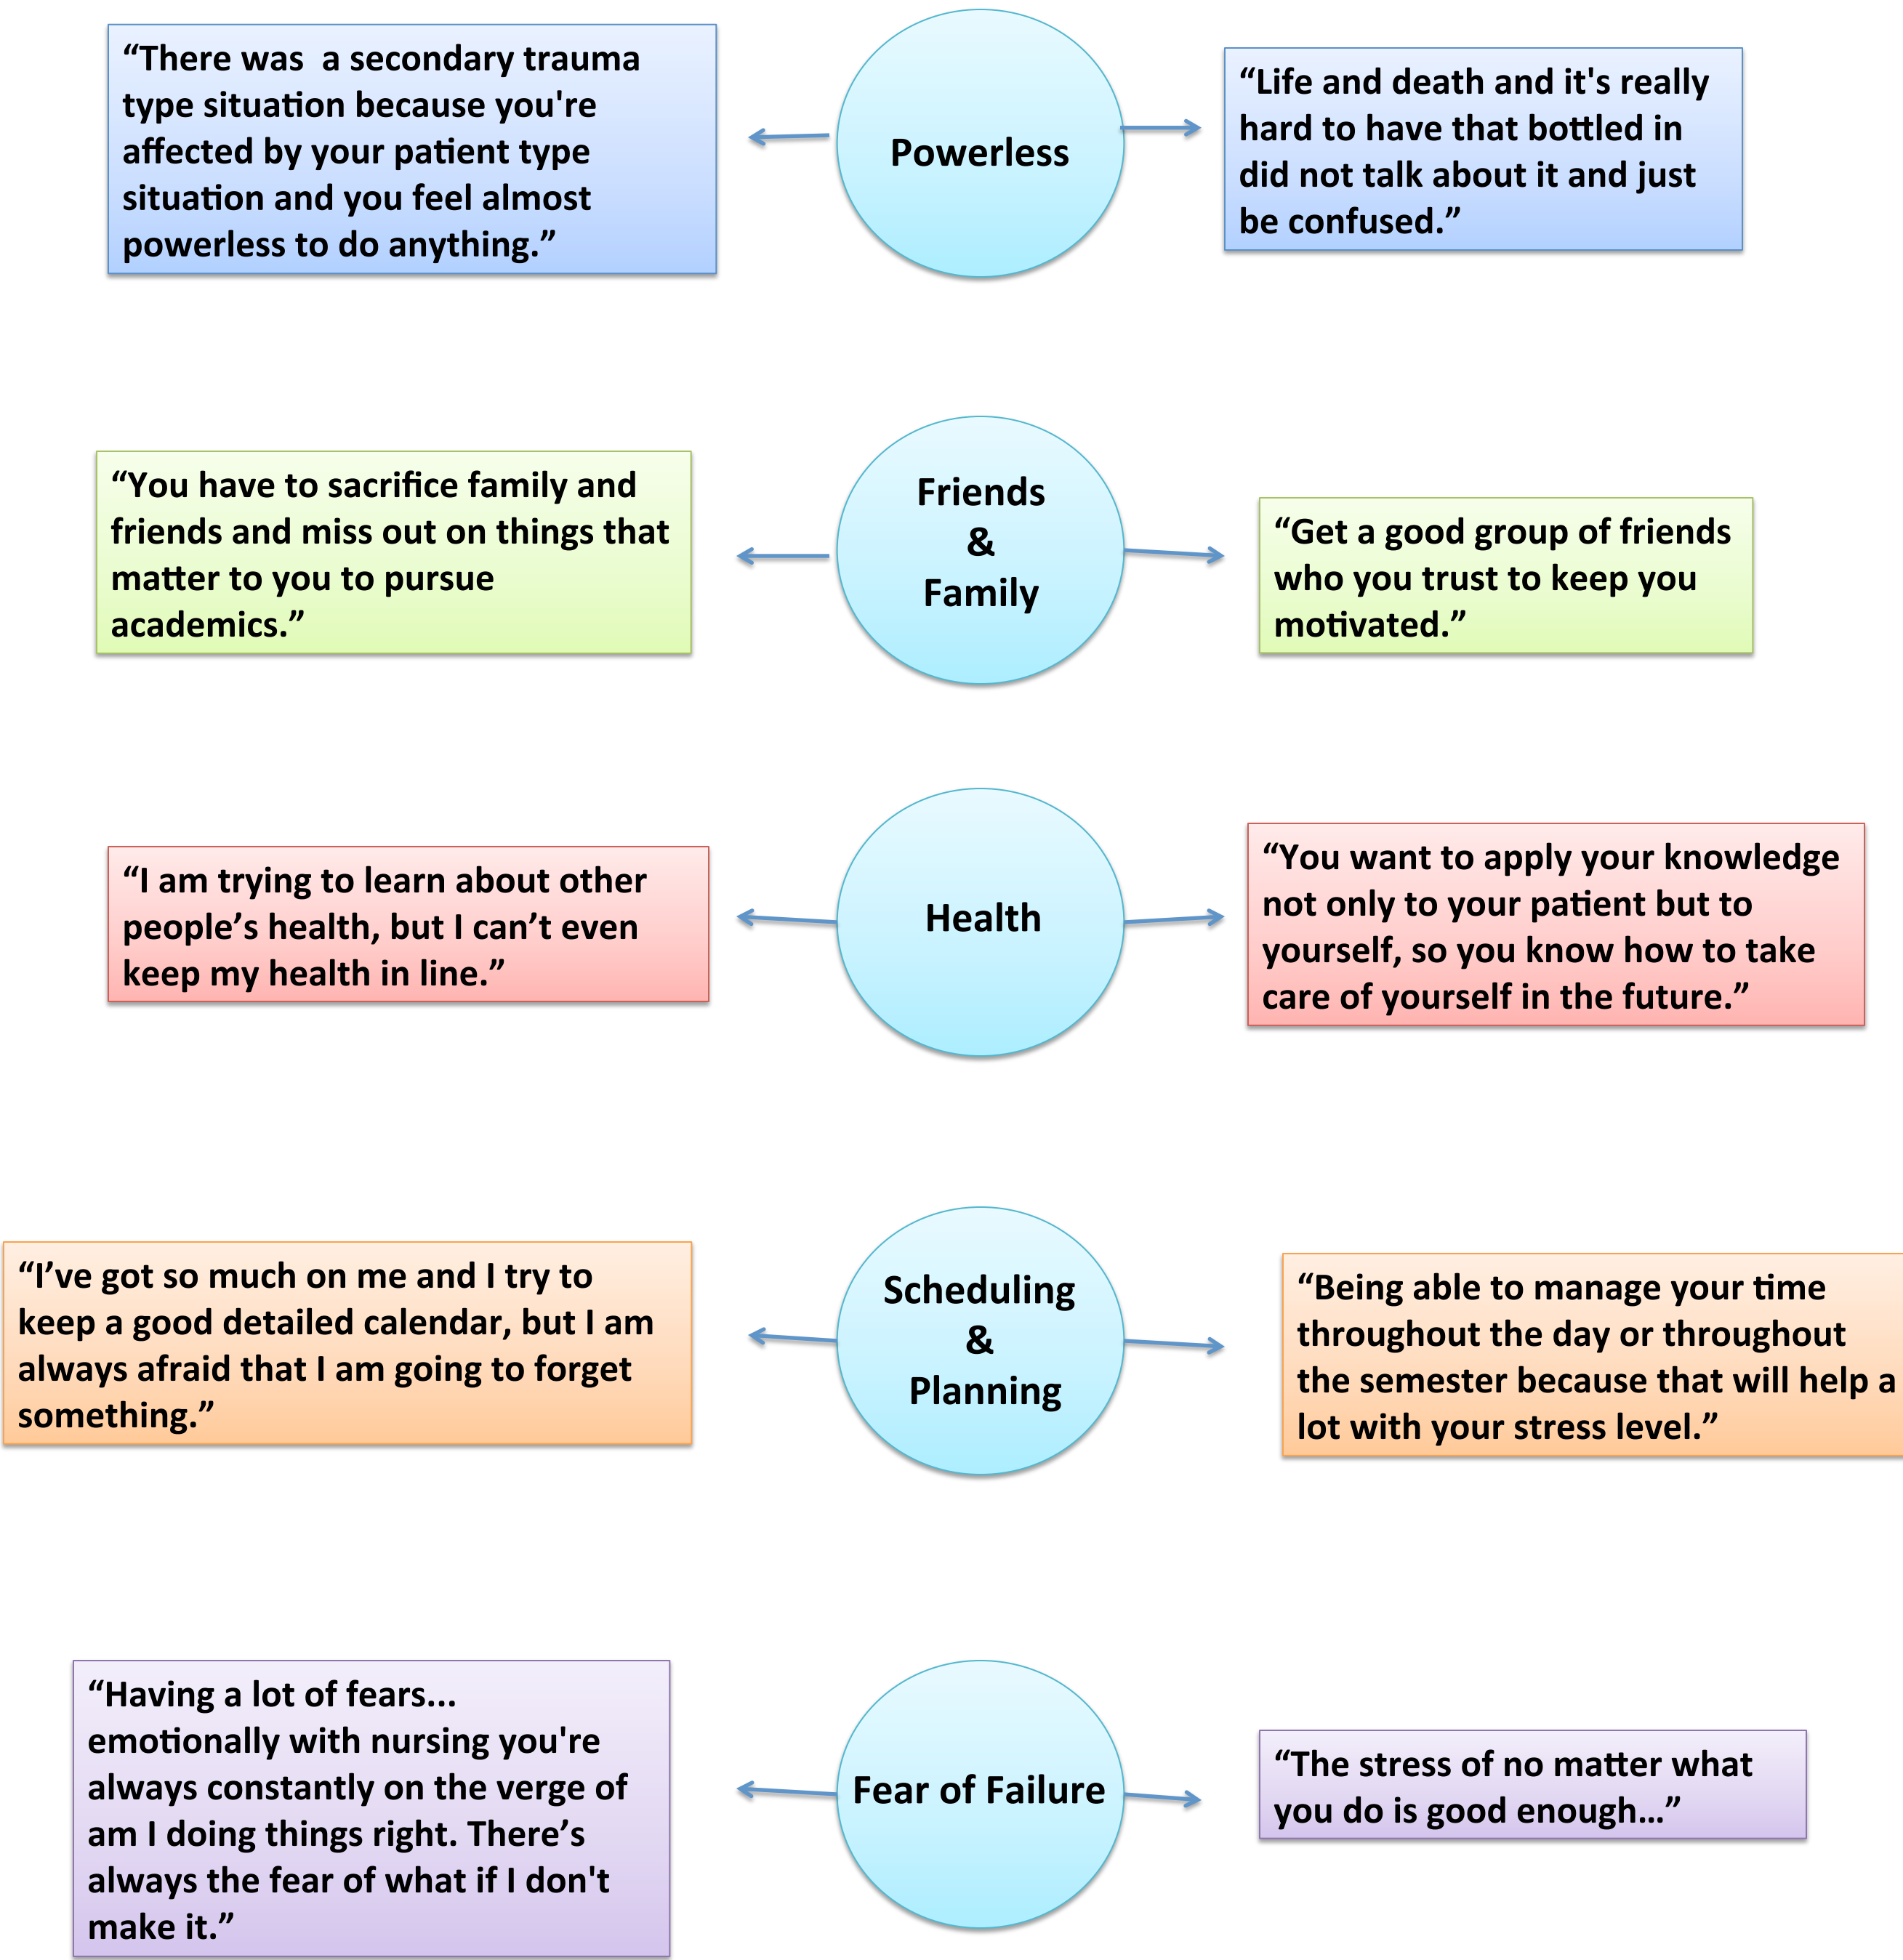 “There was  a secondary trauma
type situation because you're
affected by your patient type
situation and you feel almost
powerless to do anything.”
Powerless
“Life and death and it's really
hard to have that bottled in
did not talk about it and just
be confused.”
“You have to sacrifice family and
friends and miss out on things that
matter to you to pursue
academics.”
Friends
&
Family
“Get a good group of friends
who you trust to keep you
motivated.”
“I am trying to learn about other
people’s health, but I can’t even
keep my health in line.”
Health
“You want to apply your knowledge
not only to your patient but to
yourself, so you know how to take
care of yourself in the future.”
“I’ve got so much on me and I try to
keep a good detailed calendar, but I am
always afraid that I am going to forget
something.”
Scheduling
&
Planning
“Being able to manage your time
throughout the day or throughout
the semester because that will help a
lot with your stress level.”
“Having a lot of fears...
emotionally with nursing you're
always constantly on the verge of
am I doing things right. There’s
always the fear of what if I don't
make it.”
Fear of Failure
“The stress of no matter what
you do is good enough…”